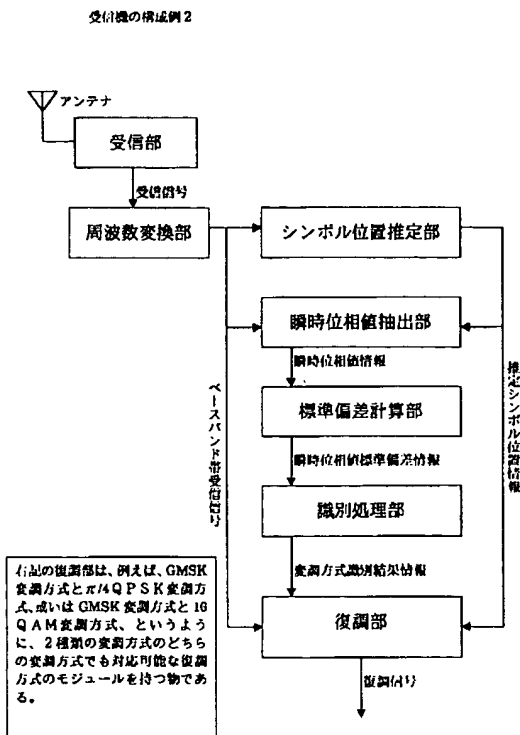 受信機の構成例2
アンテナ
受信部
受信信号
周波数変換部
シンボル位置推定部
瞬時位相値抽出部
瞬時位相値情報
標準偏差計算部
瞬時位相値標準偏差情報
識別処理部
変調方式識別結果情報
復調部
復調信号
ベースバンド帯受信信号
推定シンボル位置情報
右記の復調部は、例えば、GMSK
変調方式とπ/4QPSK変調方
式、或いはGMSK変調方式と16
QAM変調方式、というよう
に、2種類の変調方式のどちら
の変調方式でも対応可能な復調
方式のモジュールを持つ物であ
る。